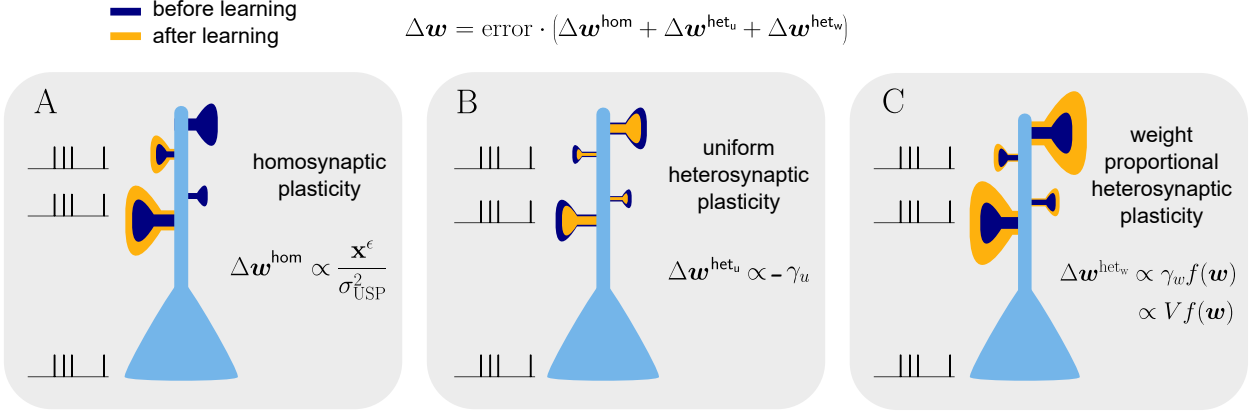 before learning
after learning
Δw = error · (Δw^hom + Δw^het_u + Δw^het_w)
A
homosynaptic
plasticity
Δw^hom ∝ x^ϵ / σ²_USP
B
uniform
heterosynaptic
plasticity
Δw^het_u ∝ - γ_u
C
weight
proportional
heterosynaptic
plasticity
Δw^het_w ∝ γ_w f(w)
∝ V f(w)